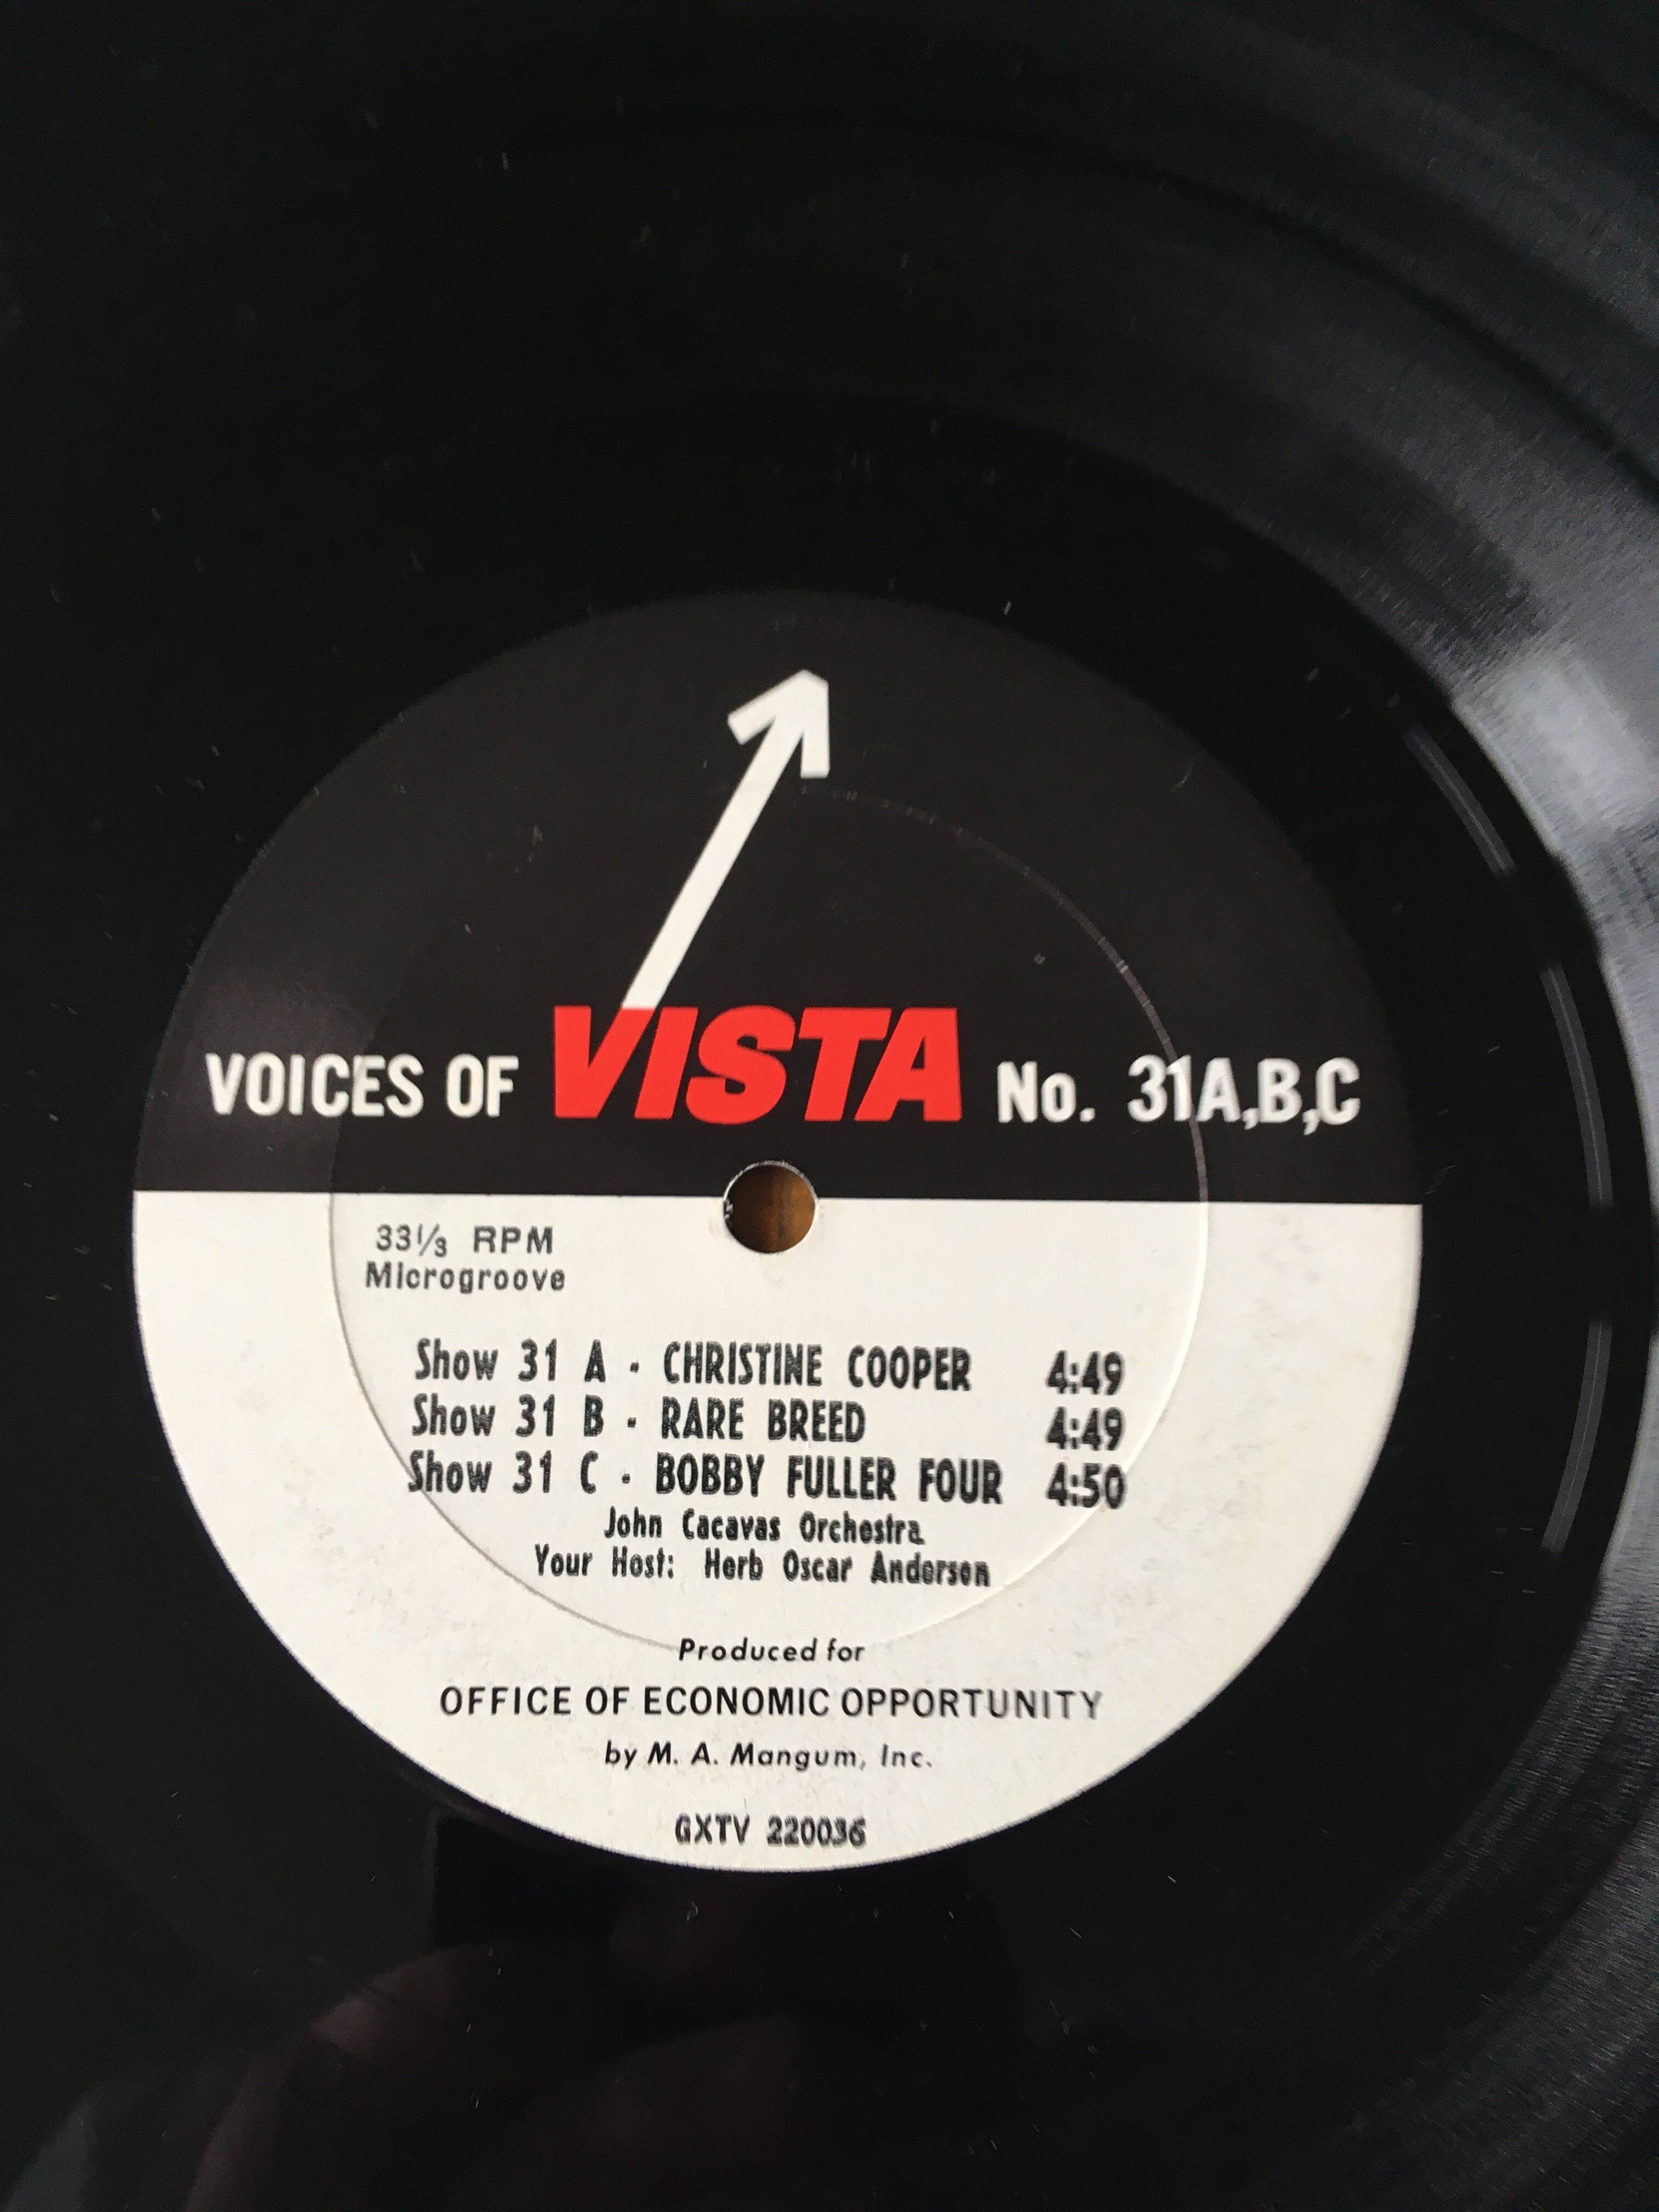 VOICES OF VISTA No. 31A,B,C
33⅓ RPM
Microgroove
Show 31 A - CHRISTINE COOPER 4:49
Show 31 B - RARE BREED 4:49
Show 31 C - BOBBY FULLER FOUR 4:50
John Cacavas Orchestra
Your Host: Herb Oscar Anderson
Produced for
OFFICE OF ECONOMIC OPPORTUNITY
by M. A. Mangum, Inc.
GXTV 220036